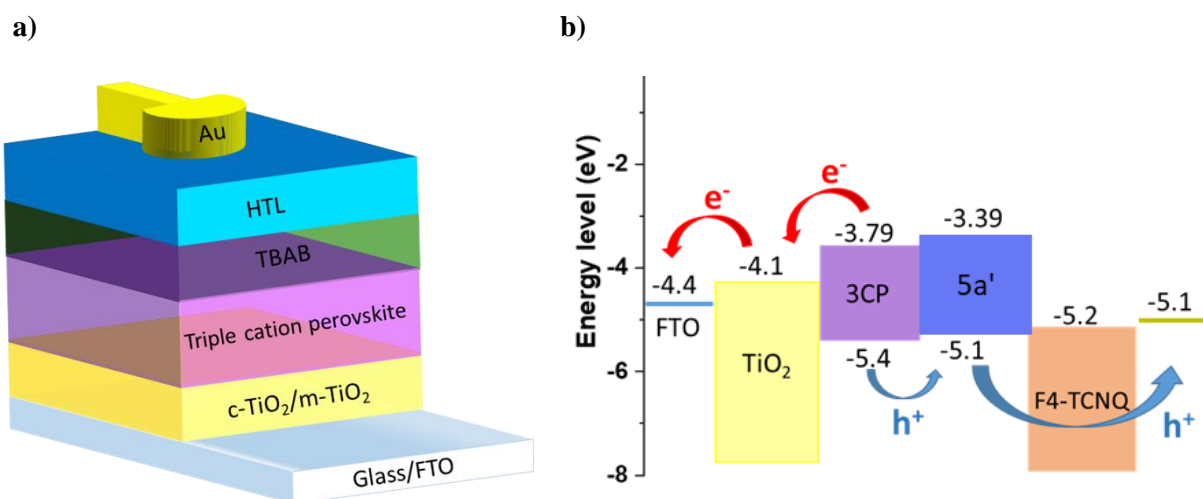 a)
b)
Au
HTL
TBAB
Triple cation perovskite
c-TiO₂/m-TiO₂
Glass/FTO
Energy level (eV)
-2
-4
-6
-8
e⁻
e⁻
-4.4
FTO
-4.1
TiO₂
-3.79
3CP
-5.4
-3.39
5a'
-5.1
-5.2
F4-TCNQ
-5.1
h⁺
h⁺